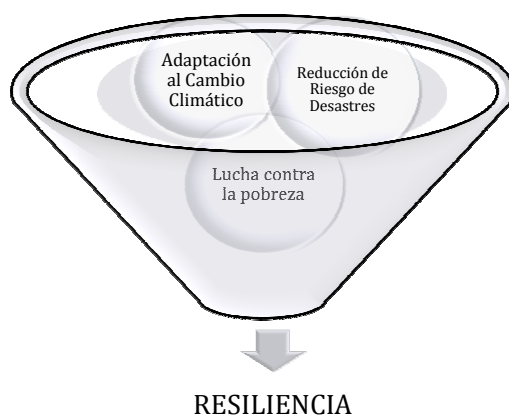 Adaptación
al Cambio
Climático
Reducción de
Riesgo de
Desastres
Lucha contra
la pobreza
RESILIENCIA